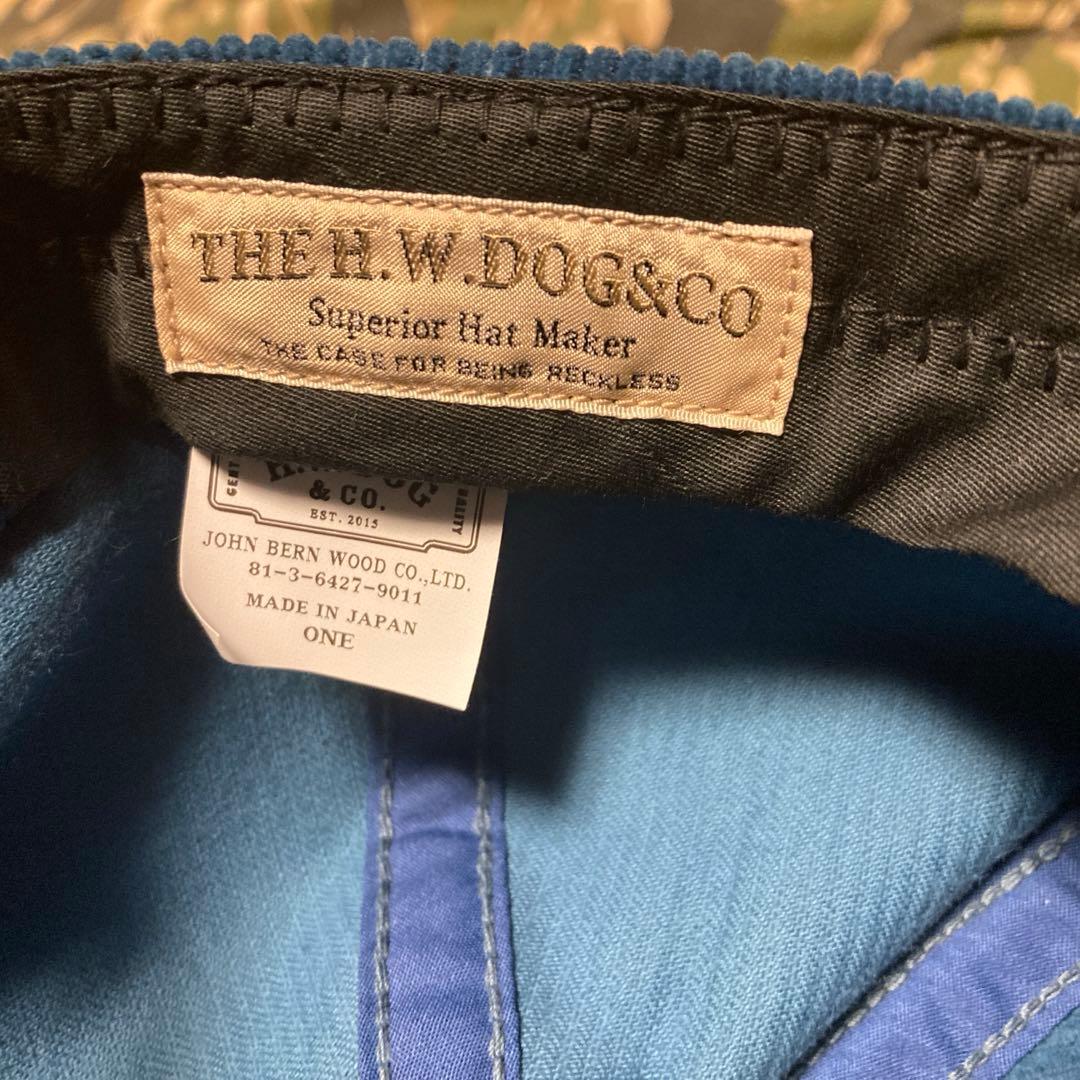 THE H.W.DOG&CO
Superior Hat Maker
THE CASE FOR BEING RECKLESS
& CO.
EST. 2015
JOHN BERN WOOD CO.,LTD.
81-3-6427-9011
MADE IN JAPAN
ONE